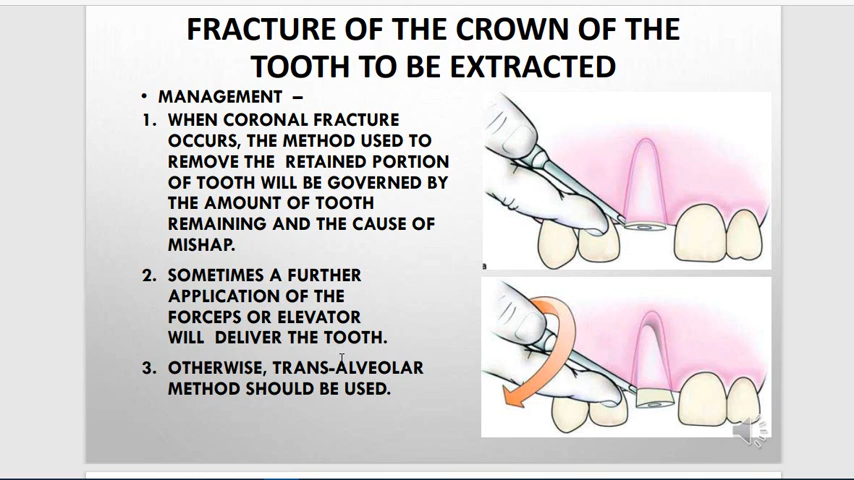 FRACTURE OF THE CROWN OF THE
TOOTH TO BE EXTRACTED
• MANAGEMENT –
1. WHEN CORONAL FRACTURE
OCCURS, THE METHOD USED TO
REMOVE THE RETAINED PORTION
OF TOOTH WILL BE GOVERNED BY
THE AMOUNT OF TOOTH
REMAINING AND THE CAUSE OF
MISHAP.
2. SOMETIMES A FURTHER
APPLICATION OF THE
FORCEPS OR ELEVATOR
WILL DELIVER THE TOOTH.
3. OTHERWISE, TRANS-ALVEOLAR
METHOD SHOULD BE USED.
a